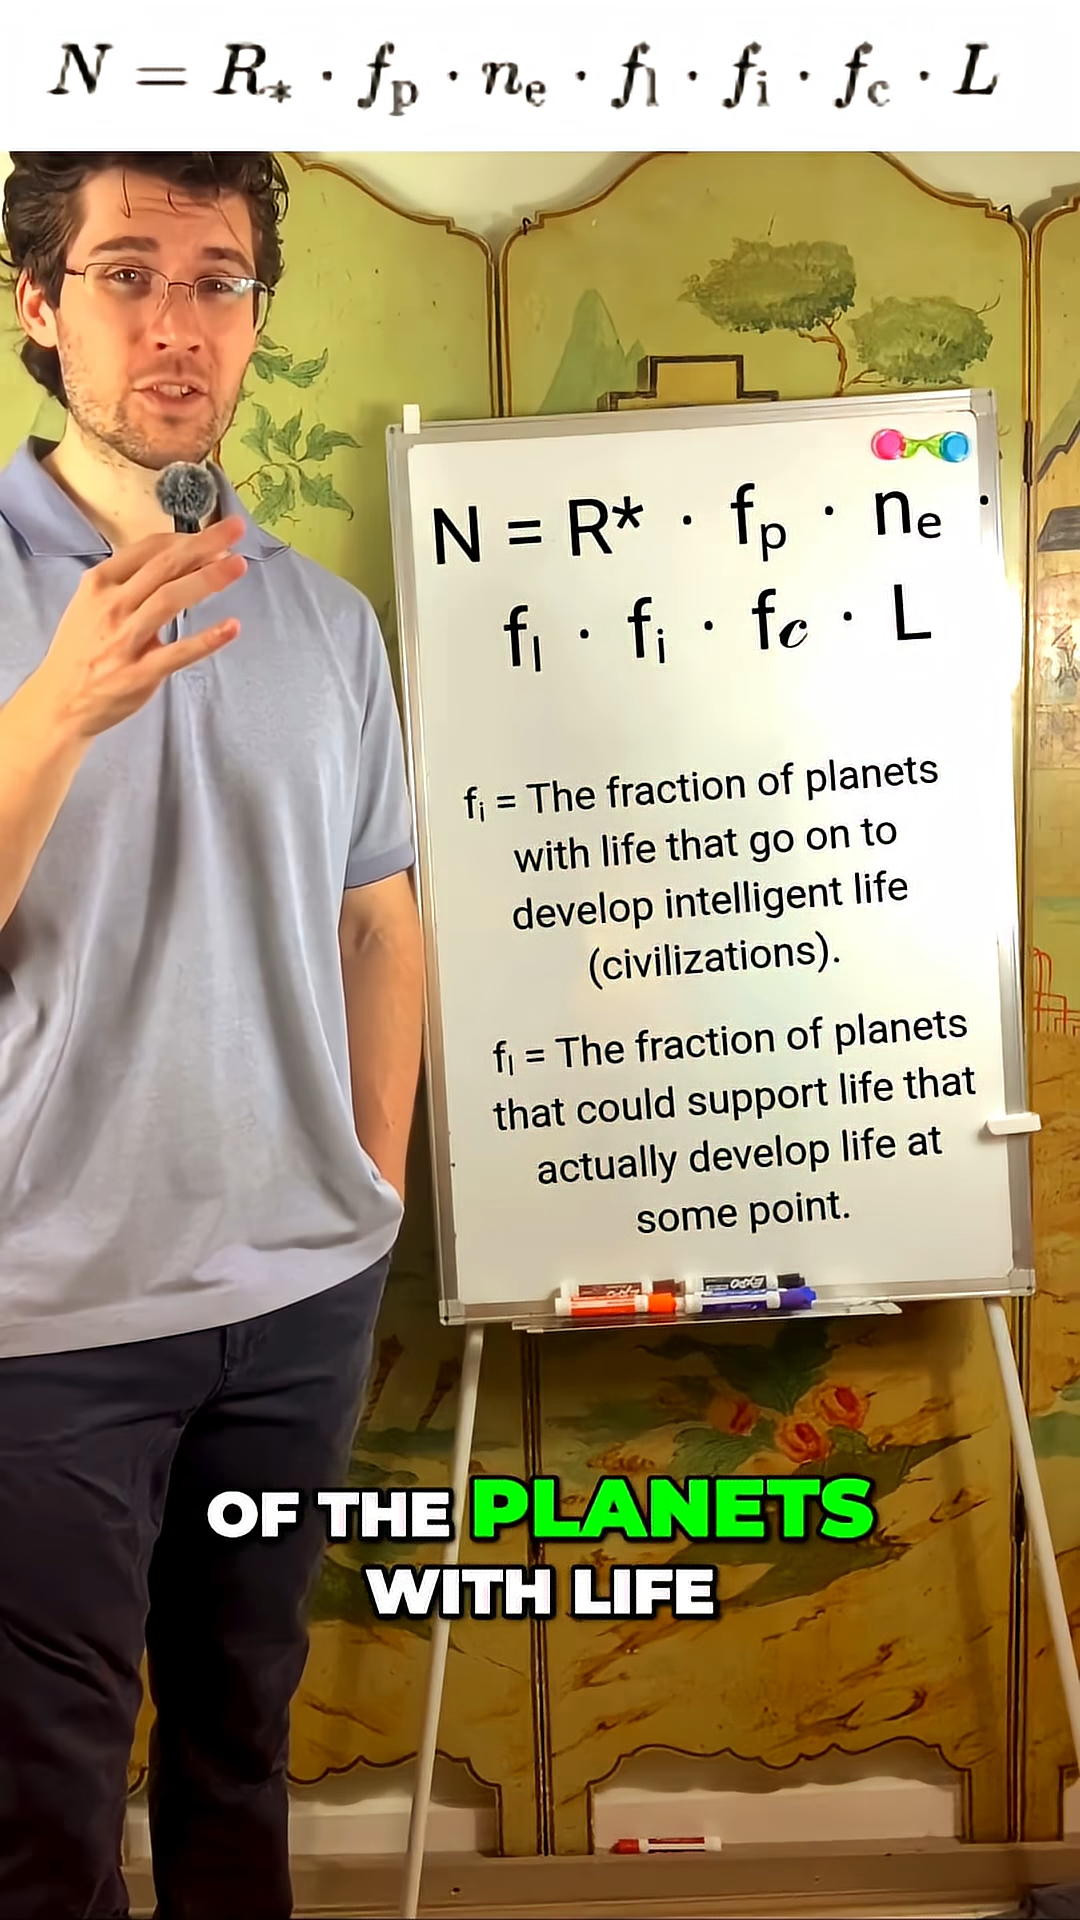 N = R* · fp · ne · fl · fi · fc · L
N = R* · fp · ne ·
fl · fi · fc · L
fi = The fraction of planets
with life that go on to
develop intelligent life
(civilizations).
fl = The fraction of planets
that could support life that
actually develop life at
some point.
OF THE PLANETS
WITH LIFE